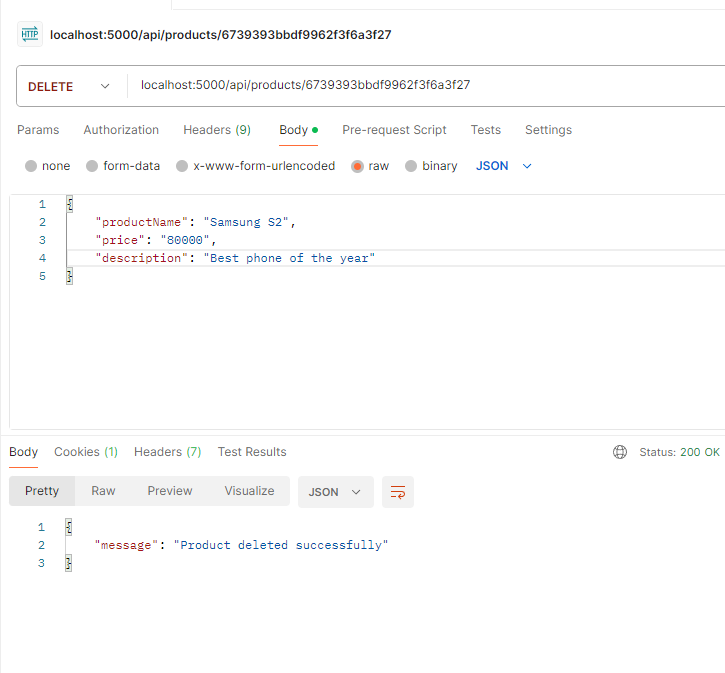 HTTP localhost:5000/api/products/6739393bbdf9962f3f6a3f27
DELETE localhost:5000/api/products/6739393bbdf9962f3f6a3f27
Params Authorization Headers (9) Body Pre-request Script Tests Settings
none form-data x-www-form-urlencoded raw binary JSON
1 {
2 "productName": "Samsung S2",
3 "price": "80000",
4 "description": "Best phone of the year"
5 }
Body Cookies (1) Headers (7) Test Results Status: 200 OK
Pretty Raw Preview Visualize JSON
1 {
2 "message": "Product deleted successfully"
3 }